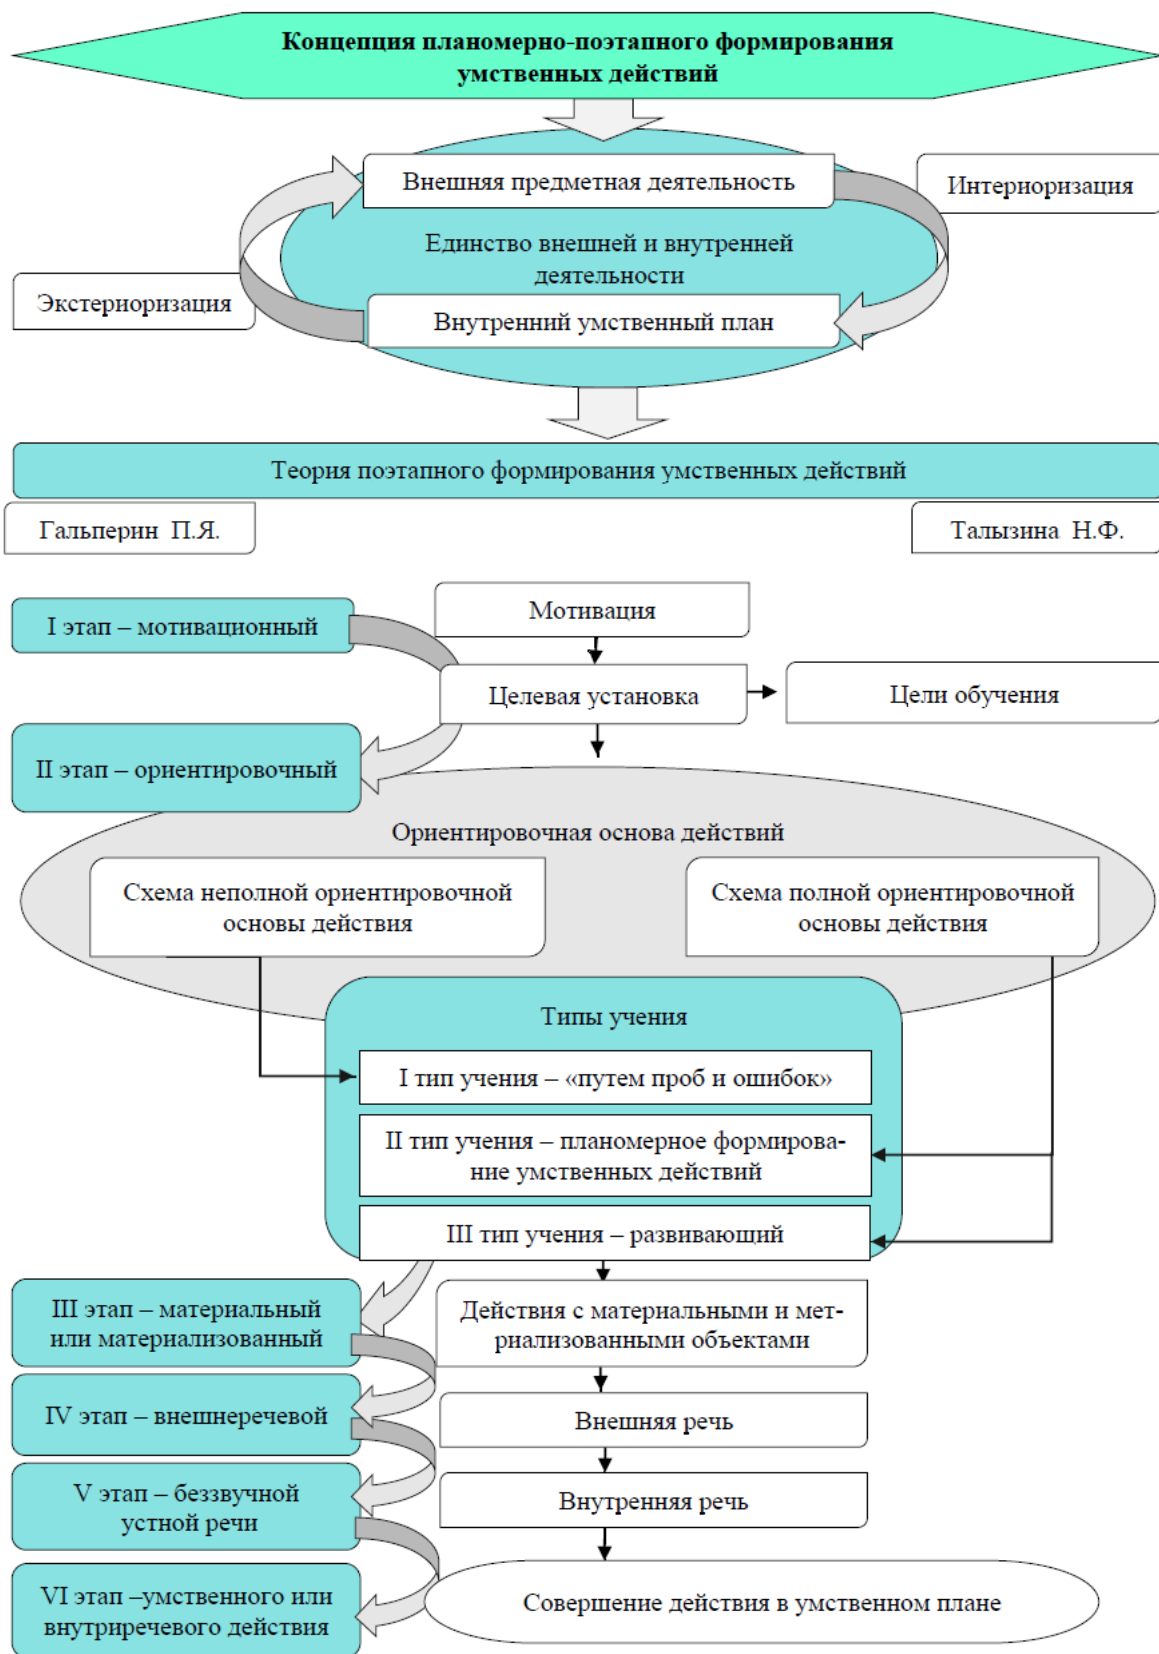 Концепция планомерно-поэтапного формирования
умственных действий
Внешняя предметная деятельность
Интериоризация
Единство внешней и внутренней
деятельности
Экстериоризация
Внутренний умственный план
Теория поэтапного формирования умственных действий
Гальперин П.Я.
Талызина Н.Ф.
I этап – мотивационный
Мотивация
Целевая установка
Цели обучения
II этап – ориентировочный
Ориентировочная основа действий
Схема неполной ориентировочной
основы действия
Схема полной ориентировочной
основы действия
Типы учения
I тип учения – «путем проб и ошибок»
II тип учения – планомерное формирова-
ние умственных действий
III тип учения – развивающий
III этап – материальный
или материализованный
Действия с материальными и мет-
риализованными объектами
IV этап – внешнеречевой
Внешняя речь
V этап – беззвучной
устной речи
Внутренняя речь
VI этап –умственного или
внутриречевого действия
Совершение действия в умственном плане